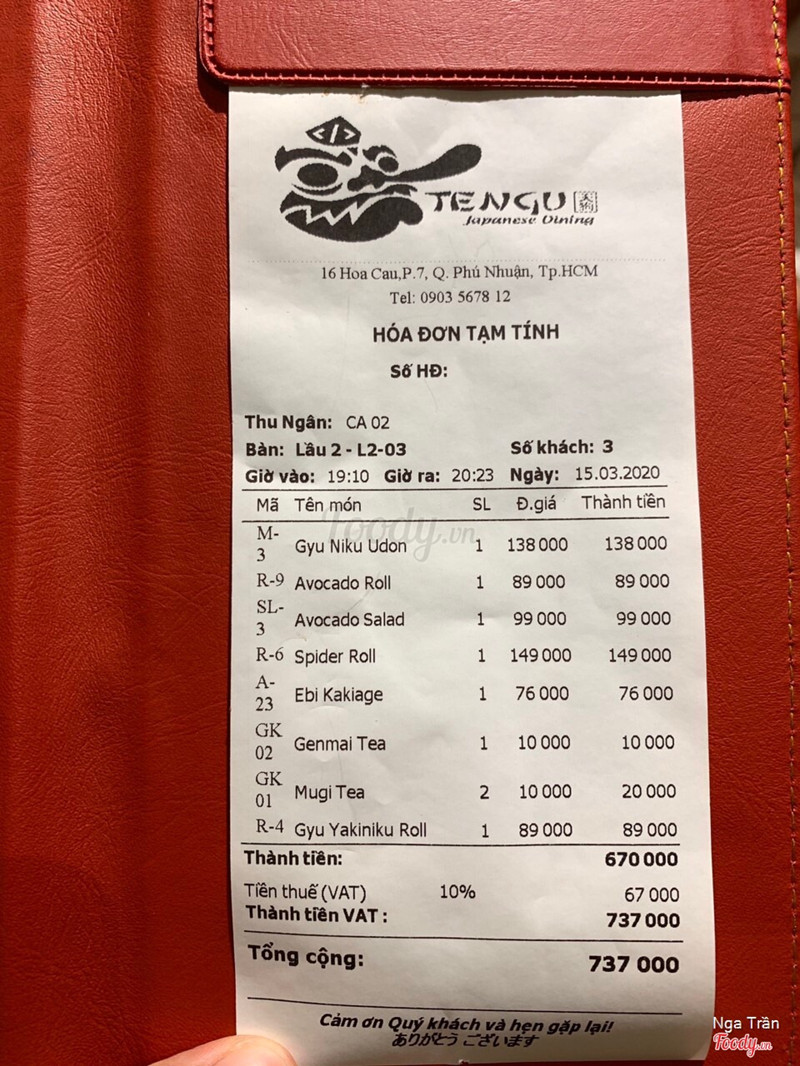 TENGU 天狗
Japanese Dining
16 Hoa Cau,P.7, Q. Phú Nhuận, Tp.HCM
Tel: 0903 5678 12
HÓA ĐƠN TẠM TÍNH
Số HĐ:
Thu Ngân: CA 02
Bàn: Lầu 2 - L2-03 Số khách: 3
Giờ vào: 19:10 Giờ ra: 20:23 Ngày: 15.03.2020
Mã Tên món SL Đ.giá Thành tiền
M-3 Gyu Niku Udon 1 138 000 138 000
R-9 Avocado Roll 1 89 000 89 000
SL-3 Avocado Salad 1 99 000 99 000
R-6 Spider Roll 1 149 000 149 000
A-23 Ebi Kakiage 1 76 000 76 000
GK 02 Genmai Tea 1 10 000 10 000
GK 01 Mugi Tea 2 10 000 20 000
R-4 Gyu Yakiniku Roll 1 89 000 89 000
Thành tiền: 670 000
Tiền thuế (VAT) 10% 67 000
Thành tiền VAT : 737 000
Tổng cộng: 737 000
Cảm ơn Quý khách và hẹn gặp lại!
ありがとう ございます
foody.vn
Nga Trần
Foody.vn